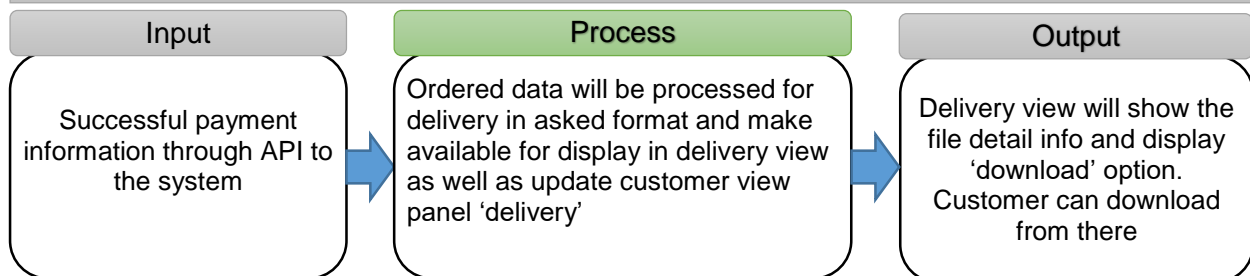 Input
Successful payment
information through API to
the system
Process
Ordered data will be processed for
delivery in asked format and make
available for display in delivery view
as well as update customer view
panel ‘delivery’
Output
Delivery view will show the
file detail info and display
‘download’ option.
Customer can download
from there